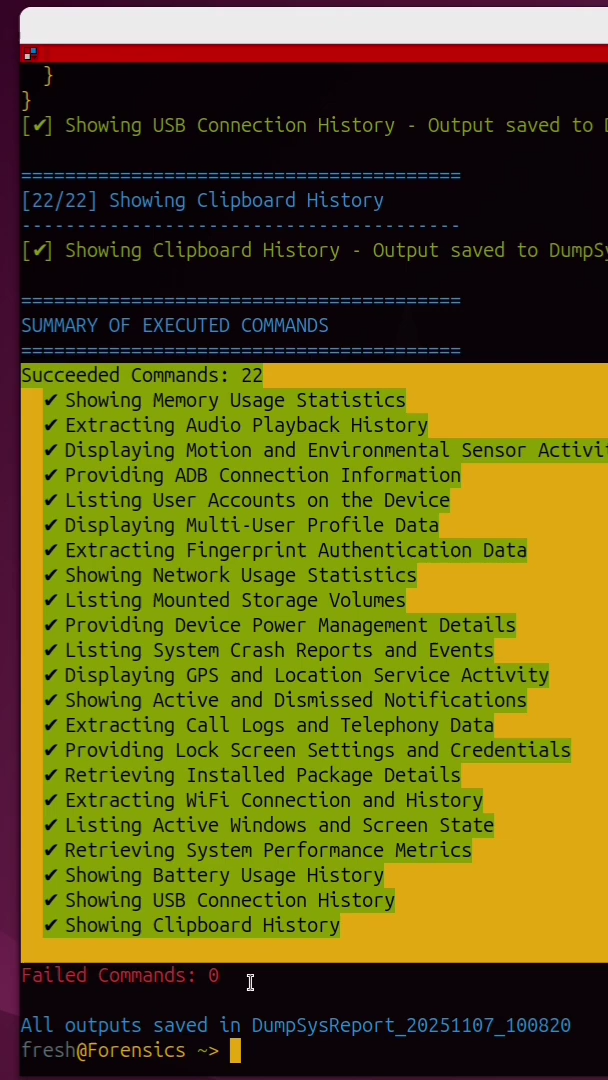 }
}
[✔] Showing USB Connection History - Output saved to
========================================
[22/22] Showing Clipboard History
----------------------------------------
[✔] Showing Clipboard History - Output saved to DumpSy
========================================
SUMMARY OF EXECUTED COMMANDS
========================================
Succeeded Commands: 22
✔ Showing Memory Usage Statistics
✔ Extracting Audio Playback History
✔ Displaying Motion and Environmental Sensor Activit
✔ Providing ADB Connection Information
✔ Listing User Accounts on the Device
✔ Displaying Multi-User Profile Data
✔ Extracting Fingerprint Authentication Data
✔ Showing Network Usage Statistics
✔ Listing Mounted Storage Volumes
✔ Providing Device Power Management Details
✔ Listing System Crash Reports and Events
✔ Displaying GPS and Location Service Activity
✔ Showing Active and Dismissed Notifications
✔ Extracting Call Logs and Telephony Data
✔ Providing Lock Screen Settings and Credentials
✔ Retrieving Installed Package Details
✔ Extracting WiFi Connection and History
✔ Listing Active Windows and Screen State
✔ Retrieving System Performance Metrics
✔ Showing Battery Usage History
✔ Showing USB Connection History
✔ Showing Clipboard History
Failed Commands: 0
All outputs saved in DumpSysReport_20251107_100820
fresh@Forensics ~>